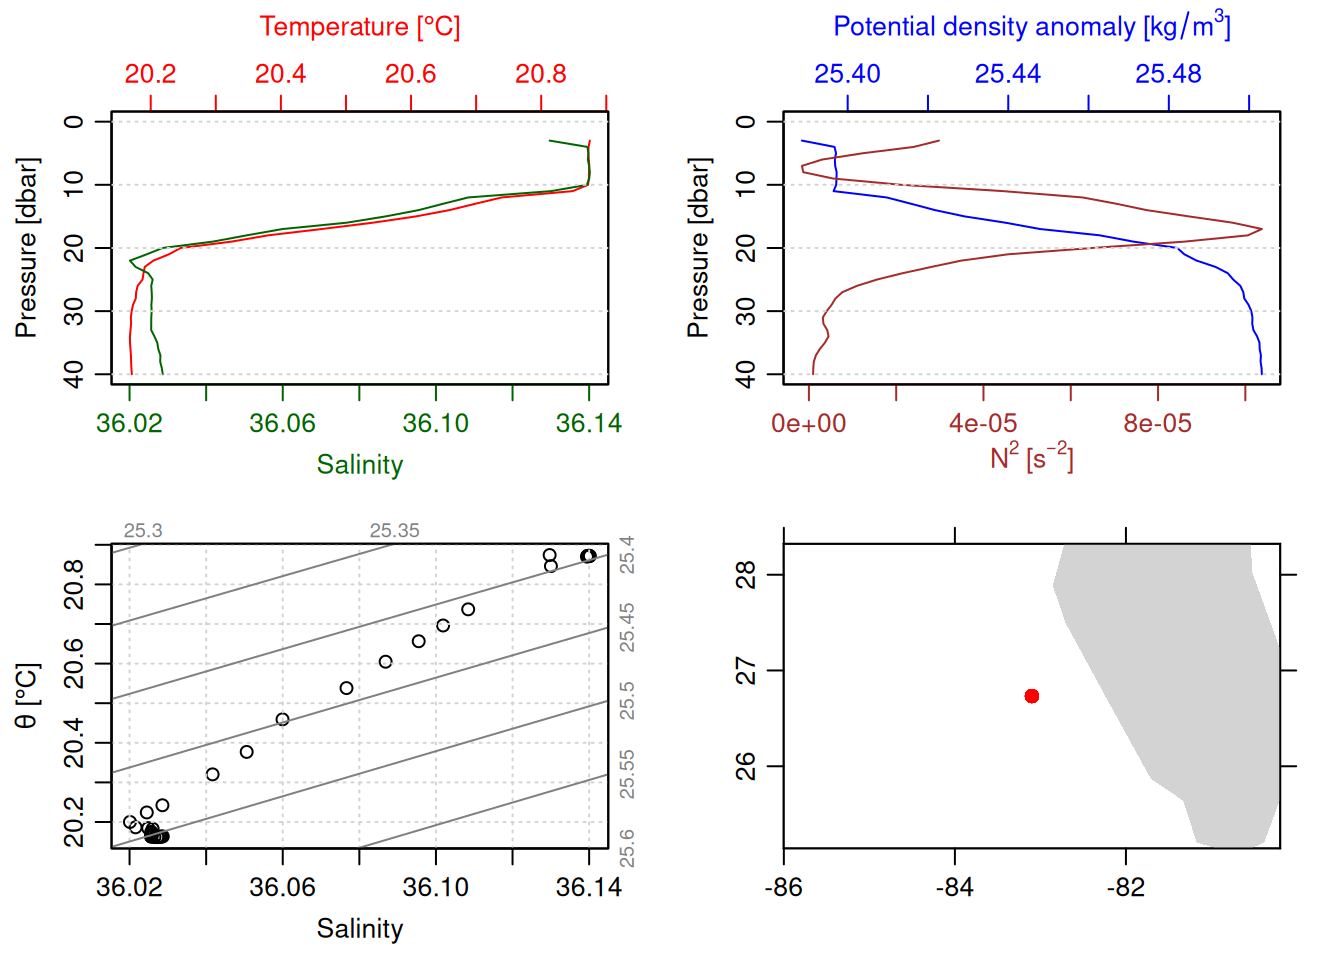 Temperature [°C]
20.2 20.4 20.6 20.8
Pressure [dbar]
0
10
20
30
40
36.02 36.06 36.10 36.14
Salinity
Potential density anomaly [kg/m³]
25.40 25.44 25.48
Pressure [dbar]
0
10
20
30
40
0e+00 4e-05 8e-05
N² [s⁻²]
25.3 25.35
25.4
25.45
25.5
25.55
25.6
θ [°C]
20.8
20.6
20.4
20.2
36.02 36.06 36.10 36.14
Salinity
28
27
26
-86 -84 -82